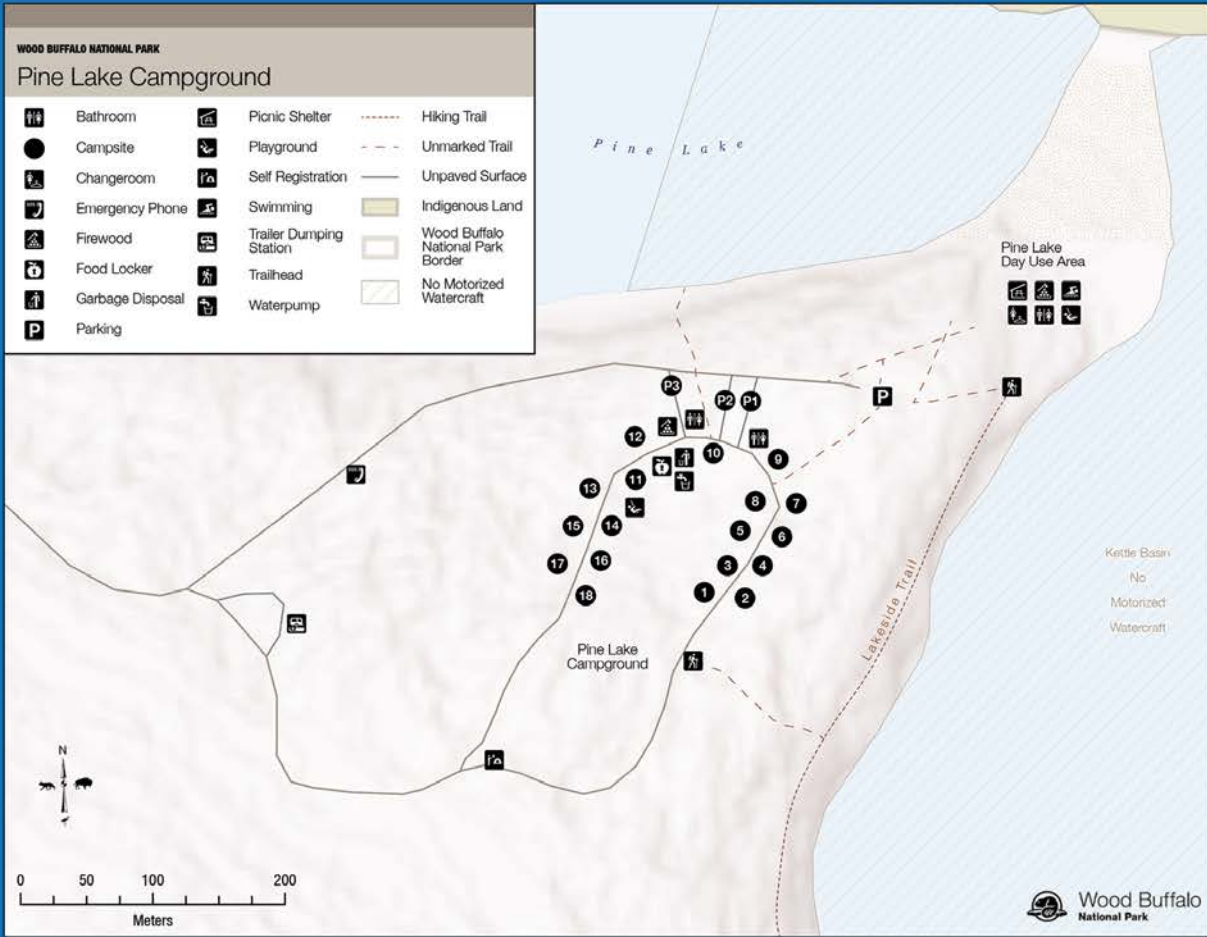 WOOD BUFFALO NATIONAL PARK
Pine Lake Campground
Bathroom
Campsite
Changeroom
Emergency Phone
Firewood
Food Locker
Garbage Disposal
P
Parking
Picnic Shelter
Playground
Self Registration
Swimming
Trailer Dumping
Station
Trailhead
Waterpump
Hiking Trail
Unmarked Trail
Unpaved Surface
Indigenous Land
Wood Buffalo
National Park
Border
No Motorized
Watercraft
Pine Lake
Pine Lake
Day Use Area
P3
P2
P1
P
12
10
9
11
13
8
7
15
14
5
6
17
16
3
4
18
1
2
Pine Lake
Campground
Lakeside Trail
Kettle Basin
No
Motorized
Watercraft
N
0 50 100 200
Meters
Wood Buffalo
National Park